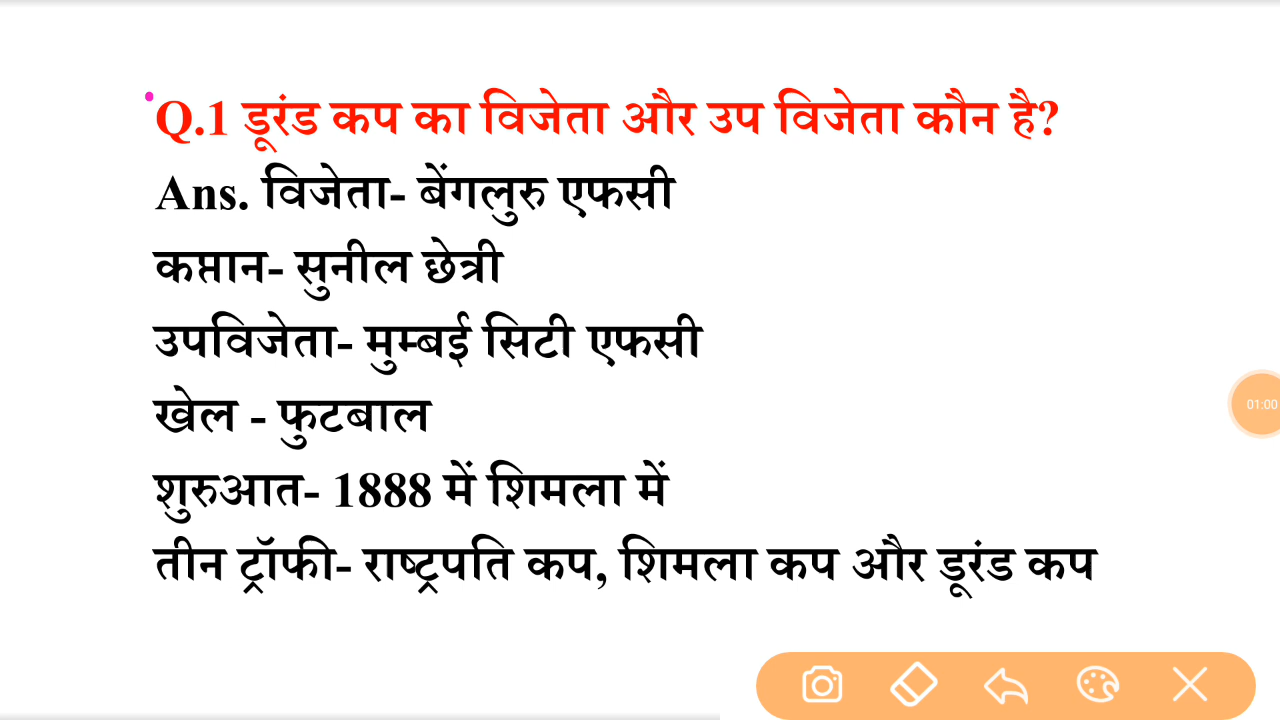 Q.1 डूरंड कप का विजेता और उप विजेता कौन है?
Ans. विजेता- बेंगलुरु एफसी
कप्तान- सुनील छेत्री
उपविजेता- मुम्बई सिटी एफसी
खेल - फुटबाल
शुरुआत- 1888 में शिमला में
तीन ट्रॉफी- राष्ट्रपति कप, शिमला कप और डूरंड कप
01:00